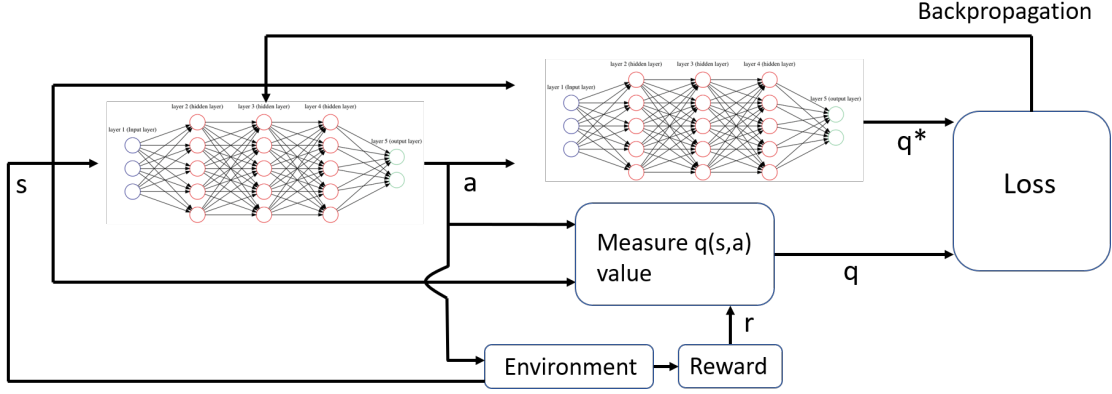 Backpropagation
layer 2 (hidden layer) layer 3 (hidden layer) layer 4 (hidden layer)
layer 1 (Input layer)
layer 5 (output layer)
layer 2 (hidden layer) layer 3 (hidden layer) layer 4 (hidden layer)
layer 1 (Input layer)
layer 5 (output layer)
q*
Loss
s
a
Measure q(s,a)
value
q
r
Environment
Reward